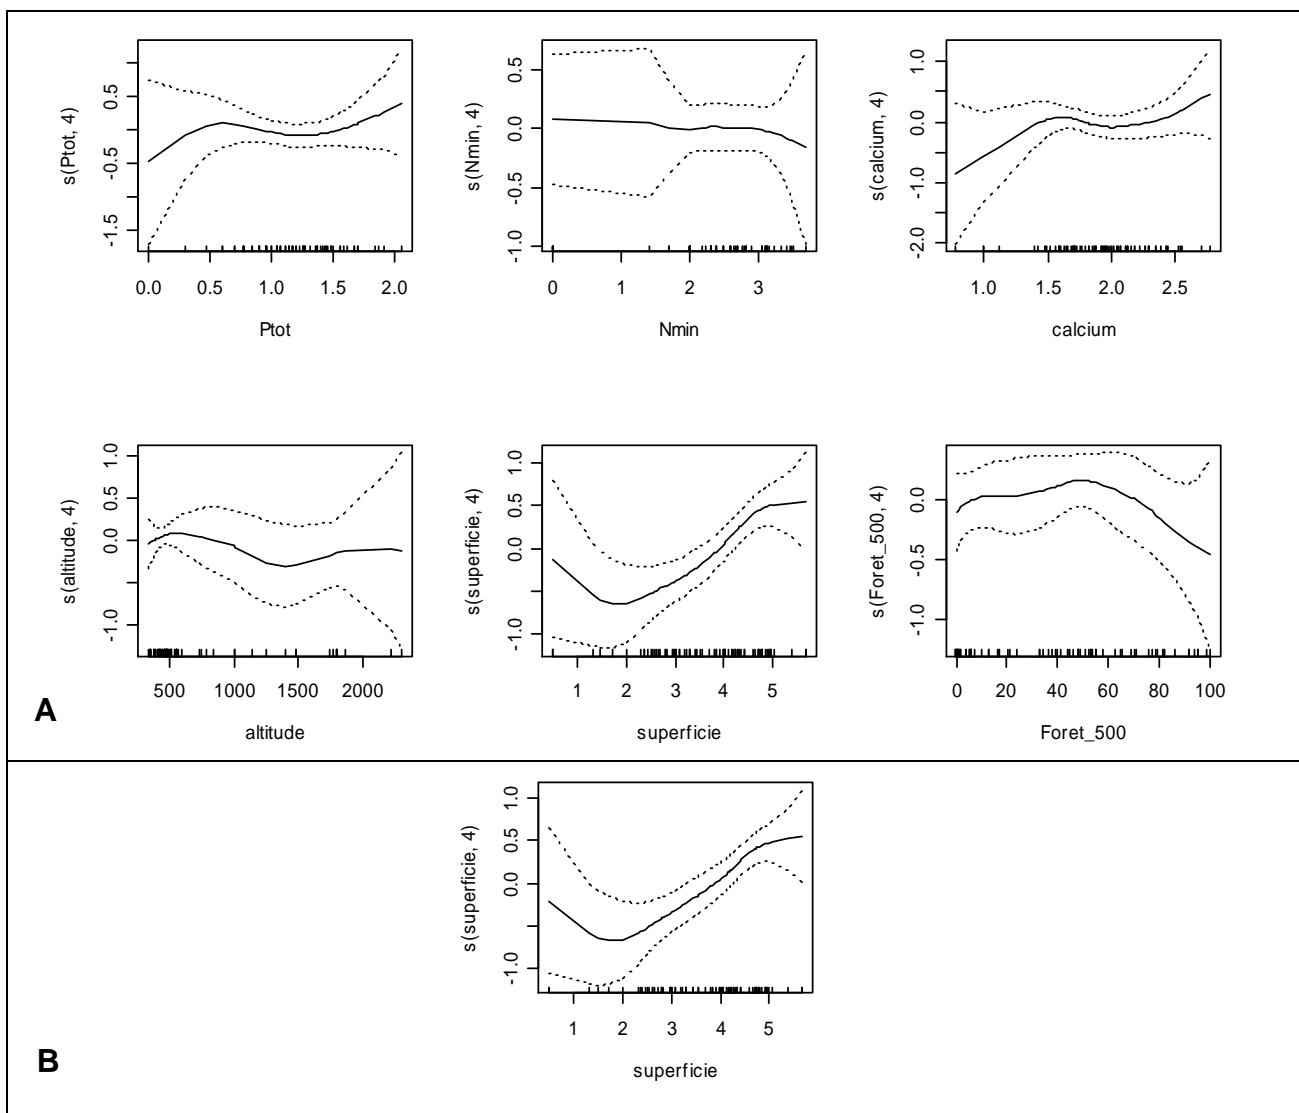 s(Ptot, 4)
0.5
-0.5
-1.5
0.0 0.5 1.0 1.5 2.0
Ptot
s(Nmin, 4)
0.5
0.0
-0.5
-1.0
0 1 2 3
Nmin
s(calcium, 4)
1.0
0.0
-1.0
-2.0
1.0 1.5 2.0 2.5
calcium
s(altitude, 4)
1.0
0.5
0.0
-1.0
500 1000 1500 2000
altitude
s(superficie, 4)
1.0
0.5
0.0
-1.0
1 2 3 4 5
superficie
s(Foret_500, 4)
0.0
-0.5
-1.0
0 20 40 60 80 100
Foret_500
A
s(superficie, 4)
1.0
0.5
0.0
-1.0
1 2 3 4 5
superficie
B